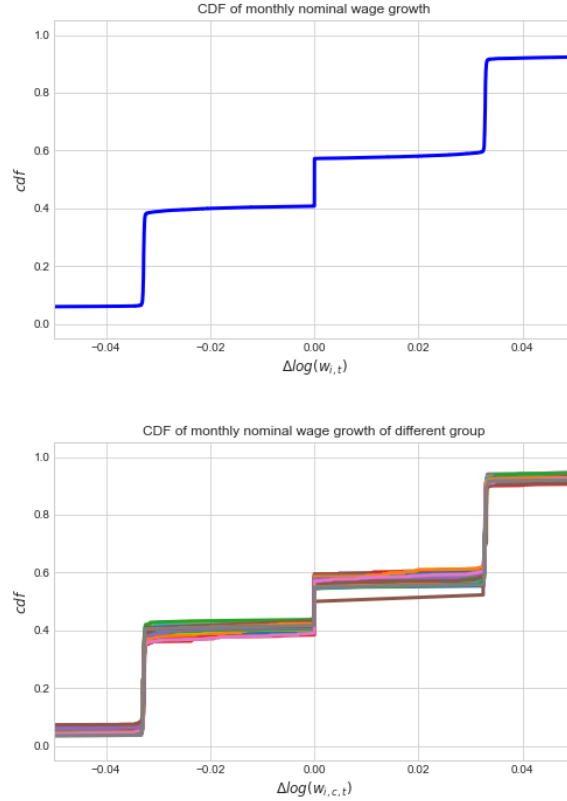 CDF of monthly nominal wage growth
1.0
0.8
0.6
0.4
0.2
0.0
cdf
−0.04 −0.02 0.00 0.02 0.04
Δlog(w_{i,t})
CDF of monthly nominal wage growth of different group
1.0
0.8
0.6
0.4
0.2
0.0
cdf
−0.04 −0.02 0.00 0.02 0.04
Δlog(w_{i,c,t})